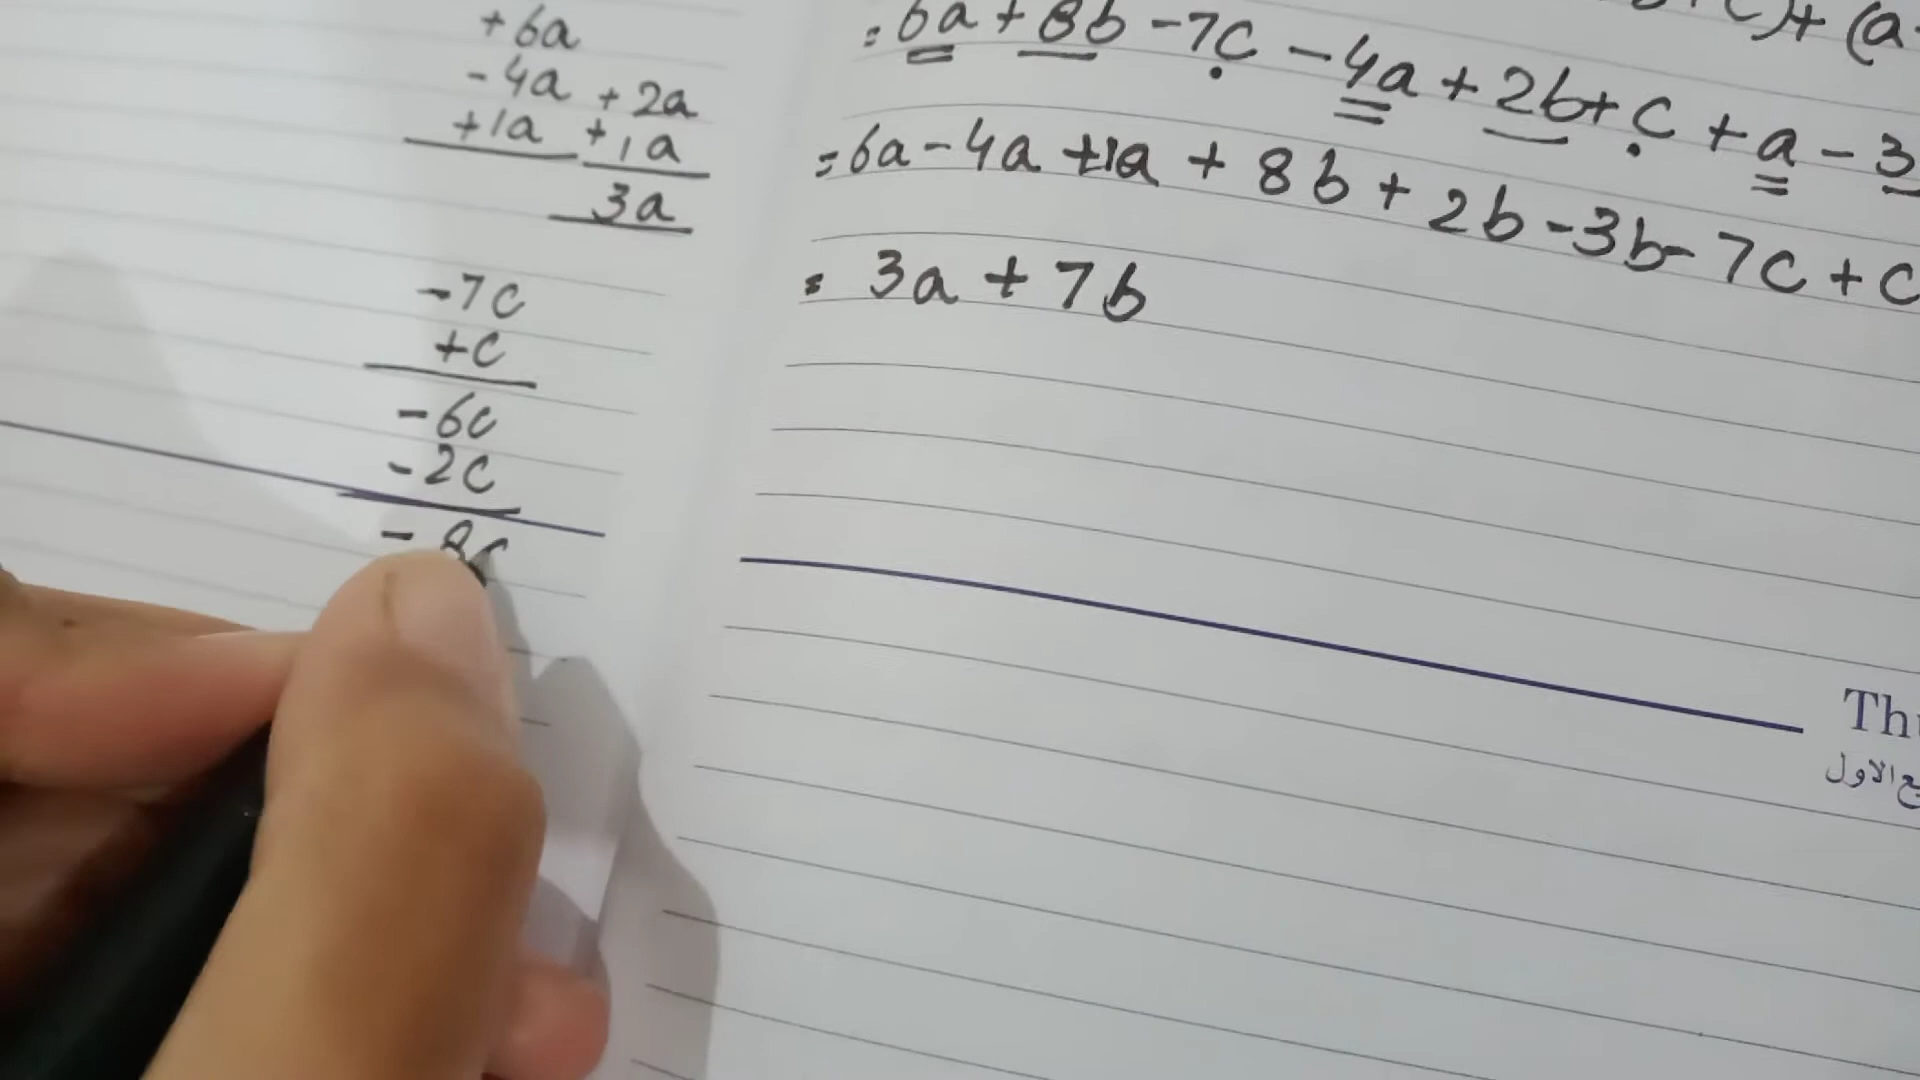 +6a
-4a +2a
+1a +1a
3a
-7c
+c
-6c
-2c
-8c
c)+(a
=6a+8b-7c-4a+2b+c+a-3
=6a-4a+1a+8b+2b-3b-7c+c
= 3a+7b